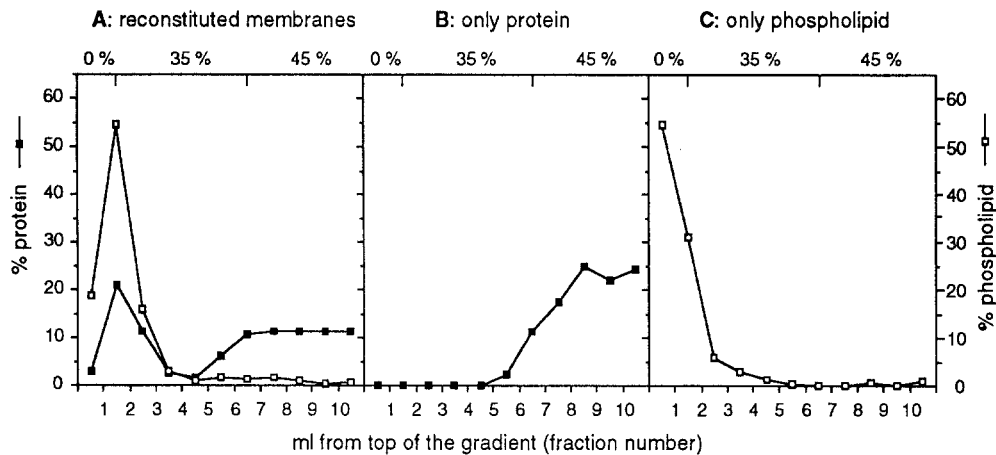 A: reconstituted membranes
B: only protein
C: only phospholipid
0 % 35 % 45 %
0 % 35 % 45 %
0 % 35 % 45 %
% protein
60
50
40
30
20
10
0
60
50
40
30
20
10
0
% phospholipid
1 2 3 4 5 6 7 8 9 10
1 2 3 4 5 6 7 8 9 10
1 2 3 4 5 6 7 8 9 10
ml from top of the gradient (fraction number)